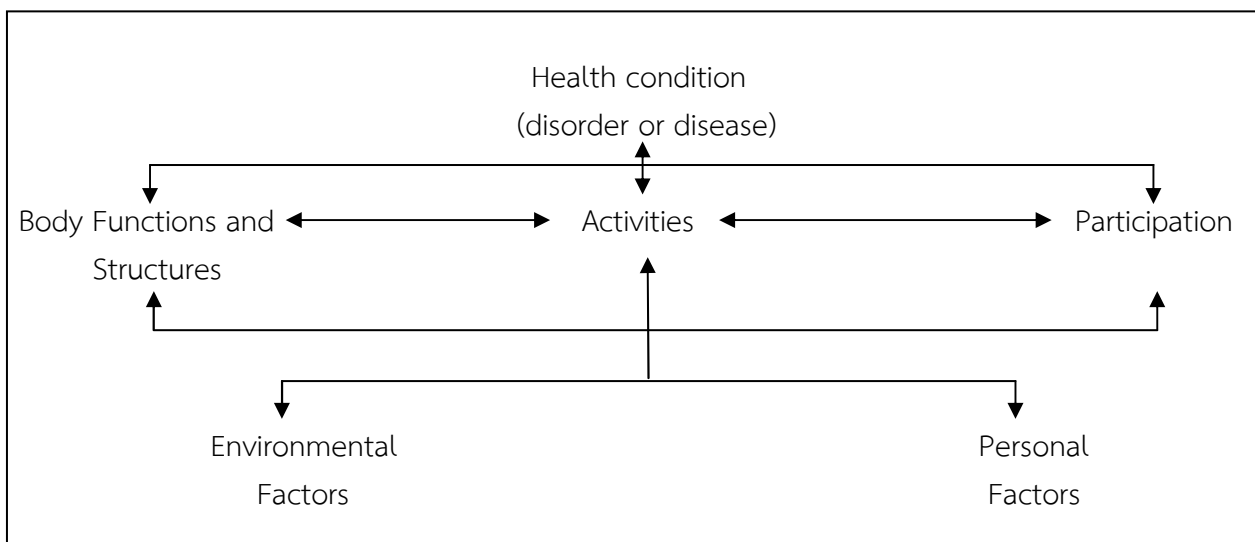 Health condition
(disorder or disease)
Body Functions and
Structures
Activities
Participation
Environmental
Factors
Personal
Factors